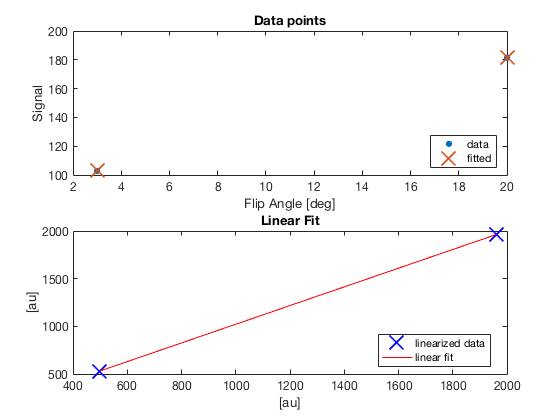 Data points
200
180
160
140
120
100
Signal
data
fitted
2 4 6 8 10 12 14 16 18 20
Flip Angle [deg]
Linear Fit
2000
1500
1000
500
[au]
linearized data
linear fit
400 600 800 1000 1200 1400 1600 1800 2000
[au]